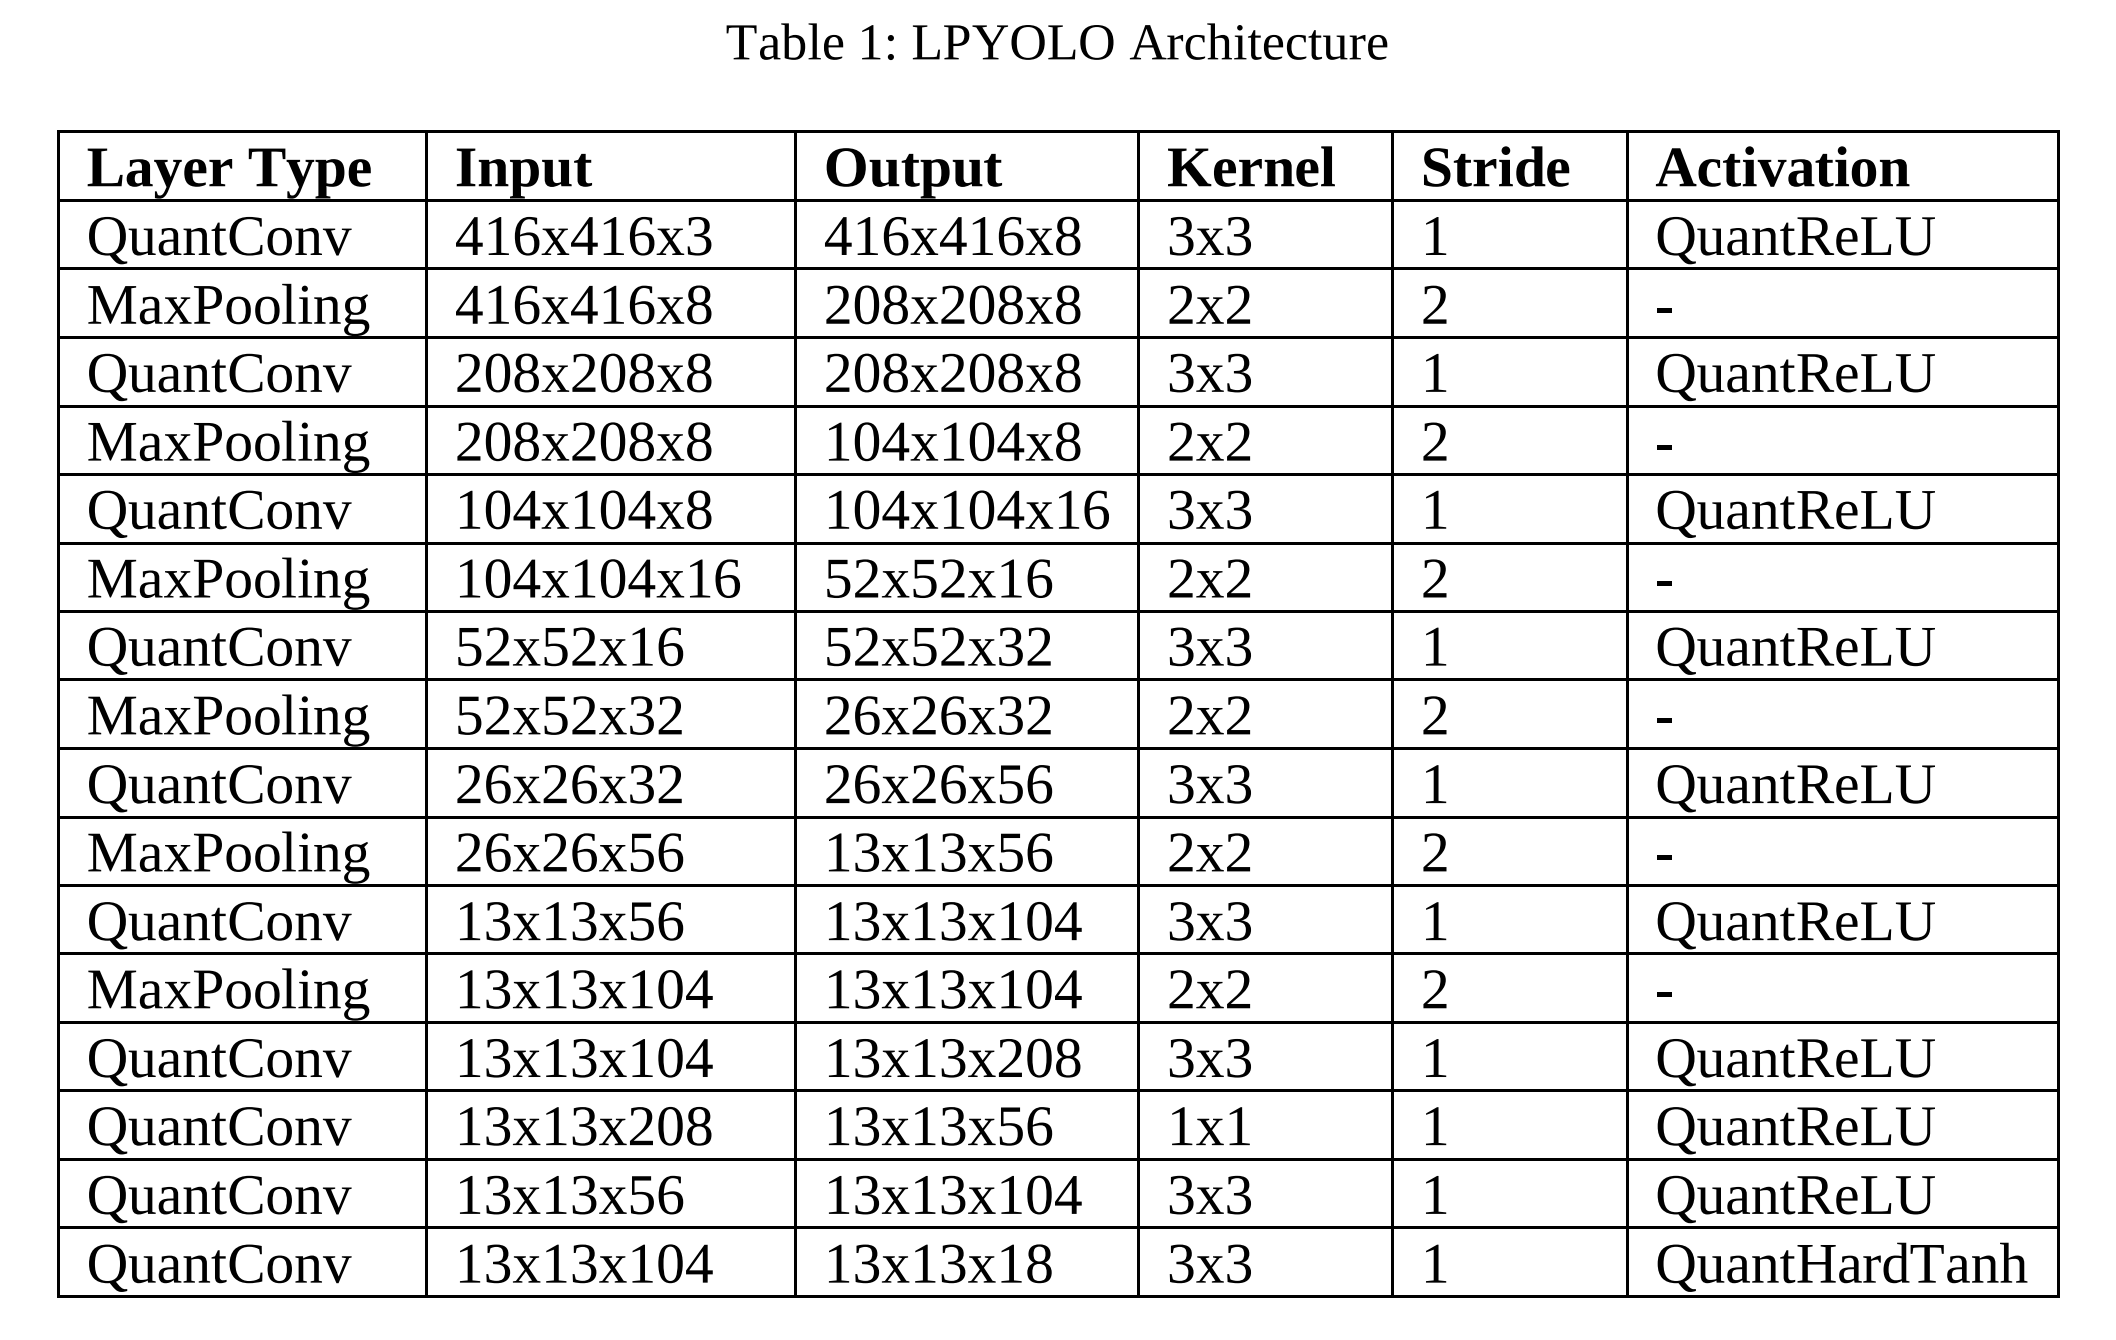 Table 1: LPYOLO Architecture
Layer Type Input Output Kernel Stride Activation
QuantConv 416x416x3 416x416x8 3x3 1 QuantReLU
MaxPooling 416x416x8 208x208x8 2x2 2 -
QuantConv 208x208x8 208x208x8 3x3 1 QuantReLU
MaxPooling 208x208x8 104x104x8 2x2 2 -
QuantConv 104x104x8 104x104x16 3x3 1 QuantReLU
MaxPooling 104x104x16 52x52x16 2x2 2 -
QuantConv 52x52x16 52x52x32 3x3 1 QuantReLU
MaxPooling 52x52x32 26x26x32 2x2 2 -
QuantConv 26x26x32 26x26x56 3x3 1 QuantReLU
MaxPooling 26x26x56 13x13x56 2x2 2 -
QuantConv 13x13x56 13x13x104 3x3 1 QuantReLU
MaxPooling 13x13x104 13x13x104 2x2 2 -
QuantConv 13x13x104 13x13x208 3x3 1 QuantReLU
QuantConv 13x13x208 13x13x56 1x1 1 QuantReLU
QuantConv 13x13x56 13x13x104 3x3 1 QuantReLU
QuantConv 13x13x104 13x13x18 3x3 1 QuantHardTanh